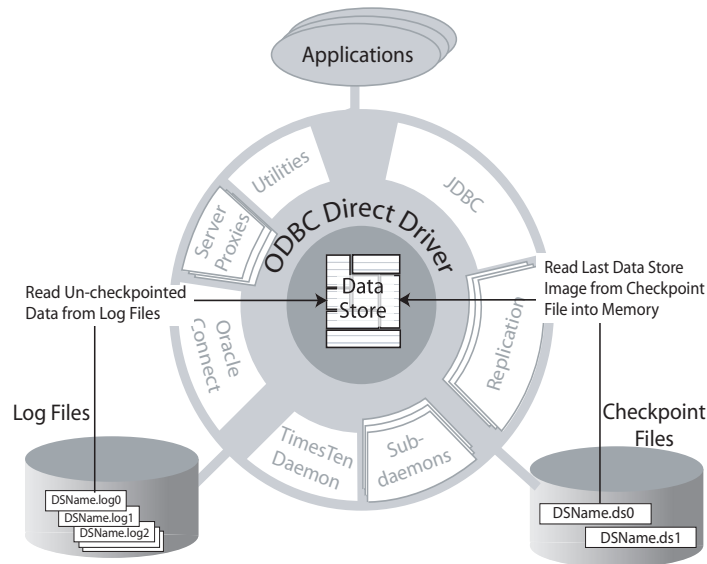 Applications
Utilities
JDBC
Server
Proxies
ODBC Direct Driver
Data
Store
Read Un-checkpointed
Data from Log Files
Read Last Data Store
Image from Checkpoint
File into Memory
Oracle
Connect
Replication
TimesTen
Daemon
Sub-
daemons
Log Files
Checkpoint
Files
DSName.log0
DSName.log1
DSName.log2
DSName.ds0
DSName.ds1